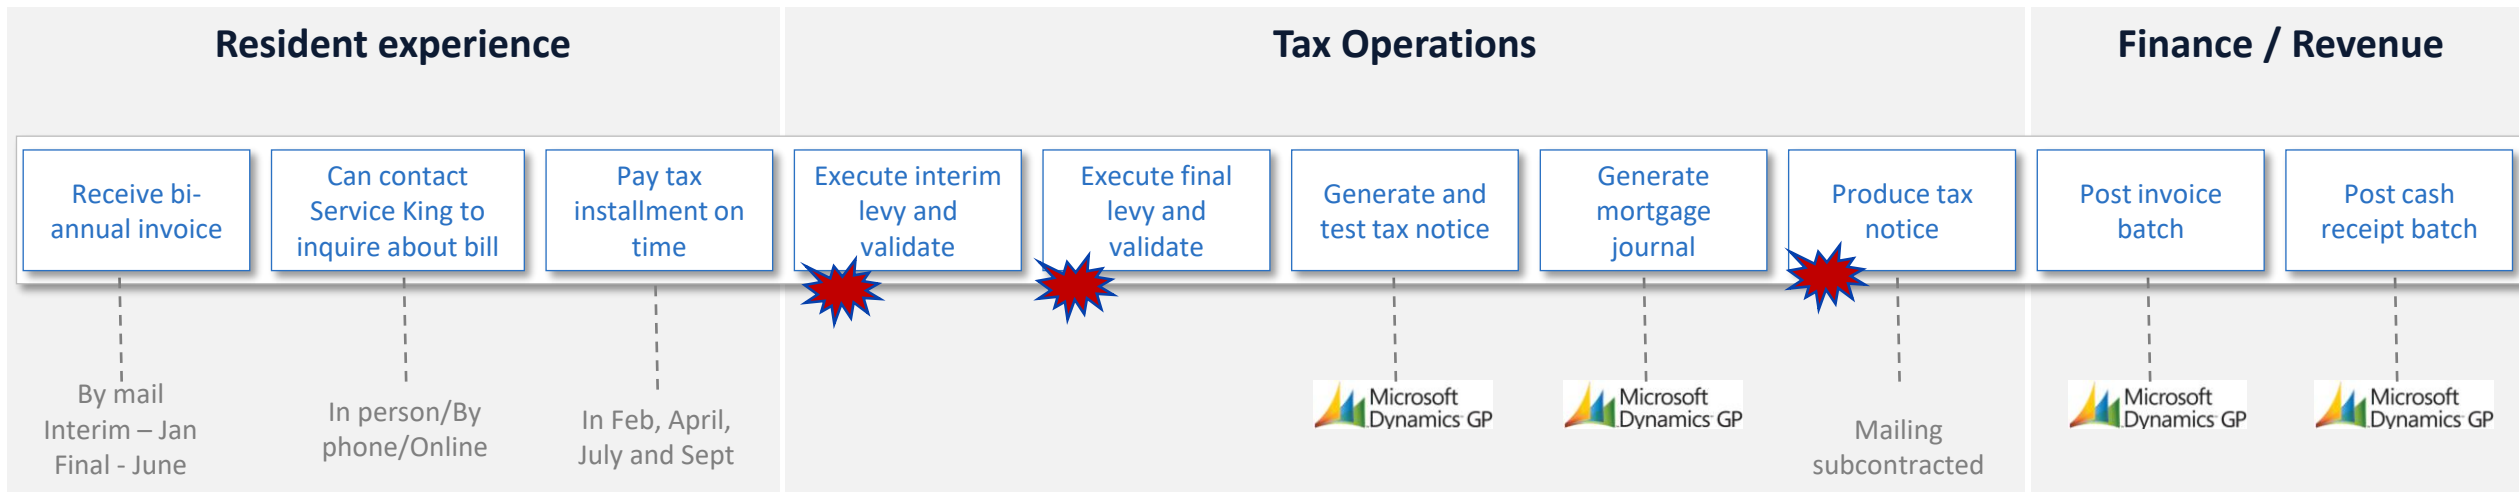 Resident experience
Tax Operations
Finance / Revenue
Receive bi-
annual invoice
Can contact
Service King to
inquire about bill
Pay tax
installment on
time
Execute interim
levy and
validate
Execute final
levy and
validate
Generate and
test tax notice
Generate
mortgage
journal
Produce tax
notice
Post invoice
batch
Post cash
receipt batch
By mail
Interim – Jan
Final - June
In person/By
phone/Online
In Feb, April,
July and Sept
Microsoft
Dynamics GP
Microsoft
Dynamics GP
Mailing
subcontracted
Microsoft
Dynamics GP
Microsoft
Dynamics GP